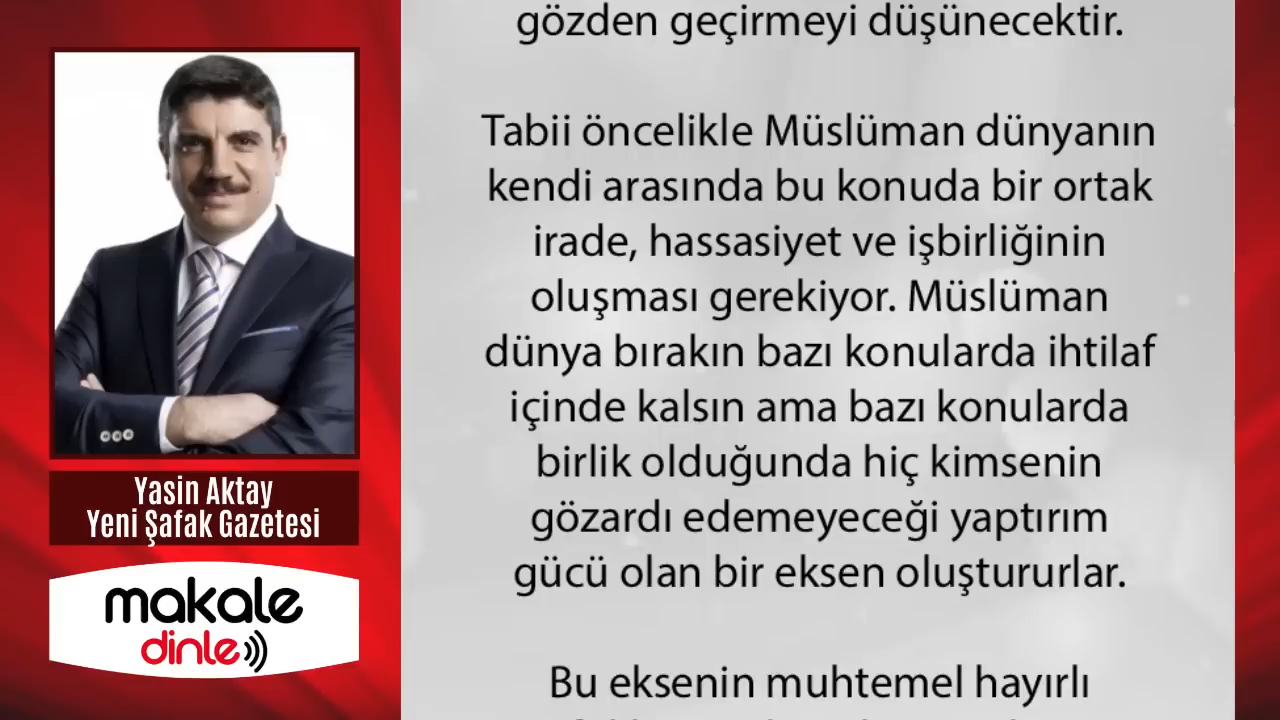 gözden geçirmeyi düşünecektir.
Tabii öncelikle Müslüman dünyanın
kendi arasında bu konuda bir ortak
irade, hassasiyet ve işbirliğinin
oluşması gerekiyor. Müslüman
dünya bırakın bazı konularda ihtilaf
içinde kalsın ama bazı konularda
birlik olduğunda hiç kimsenin
gözardı edemeyeceği yaptırım
gücü olan bir eksen oluştururlar.
Bu eksenin muhtemel hayırlı
Yasin Aktay
Yeni Şafak Gazetesi
makale
dinle